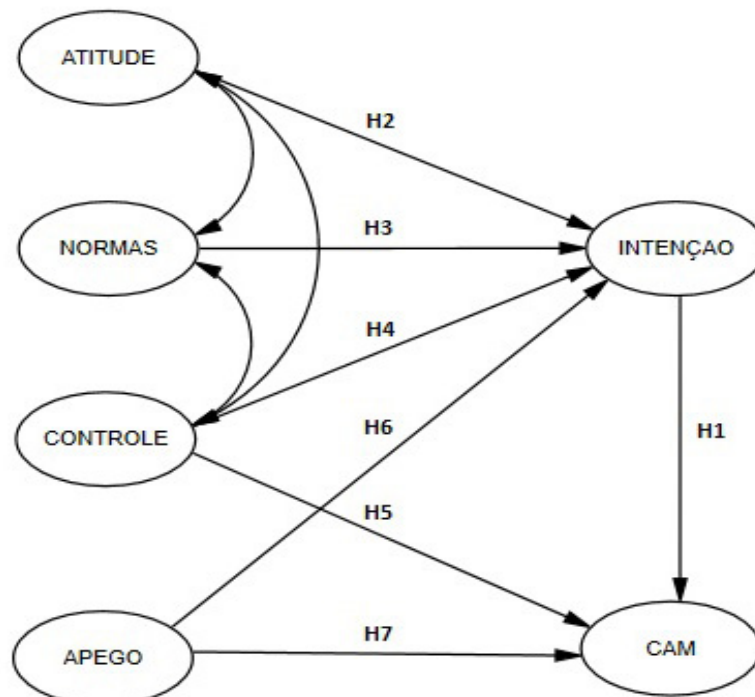 ATITUDE
H2
NORMAS
H3
INTENÇAO
H4
CONTROLE
H6
H1
H5
H7
APEGO
CAM